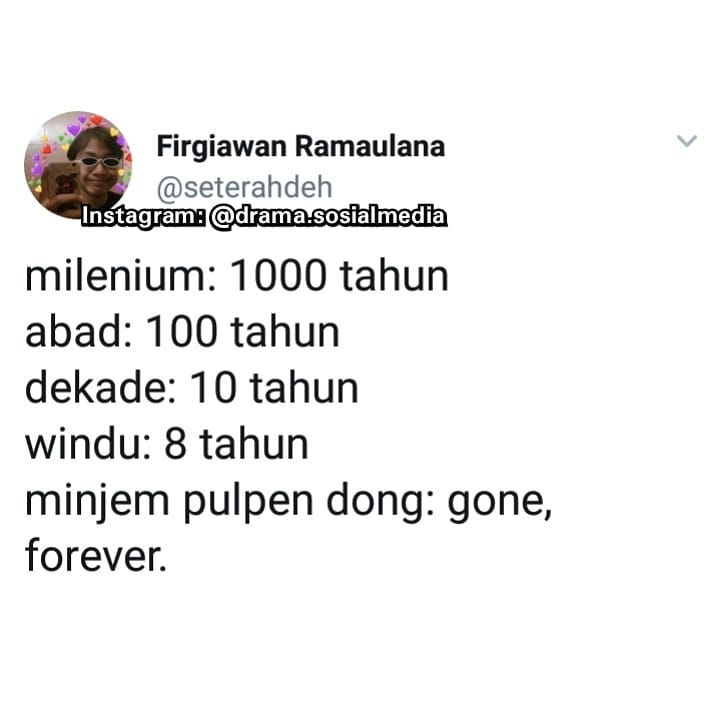 Firgiawan Ramaulana
@seterahdeh
Instagram: @drama.sosialmedia
milenium: 1000 tahun
abad: 100 tahun
dekade: 10 tahun
windu: 8 tahun
minjem pulpen dong: gone,
forever.